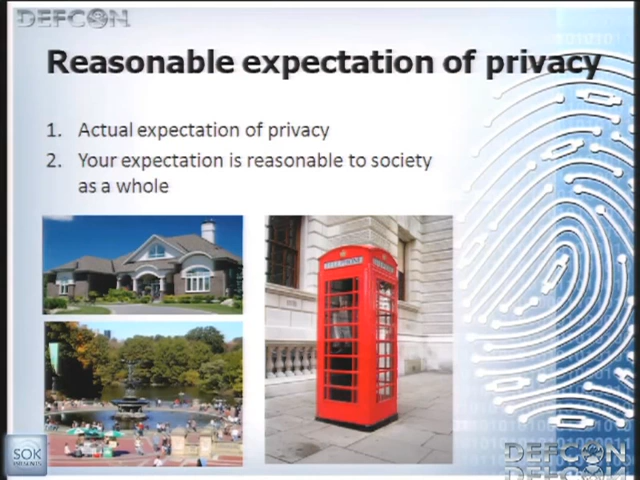 DEFCON
Reasonable expectation of privacy
1. Actual expectation of privacy
2. Your expectation is reasonable to society
as a whole
TELEPHONE
SOK
PRESENTS
DEFCON